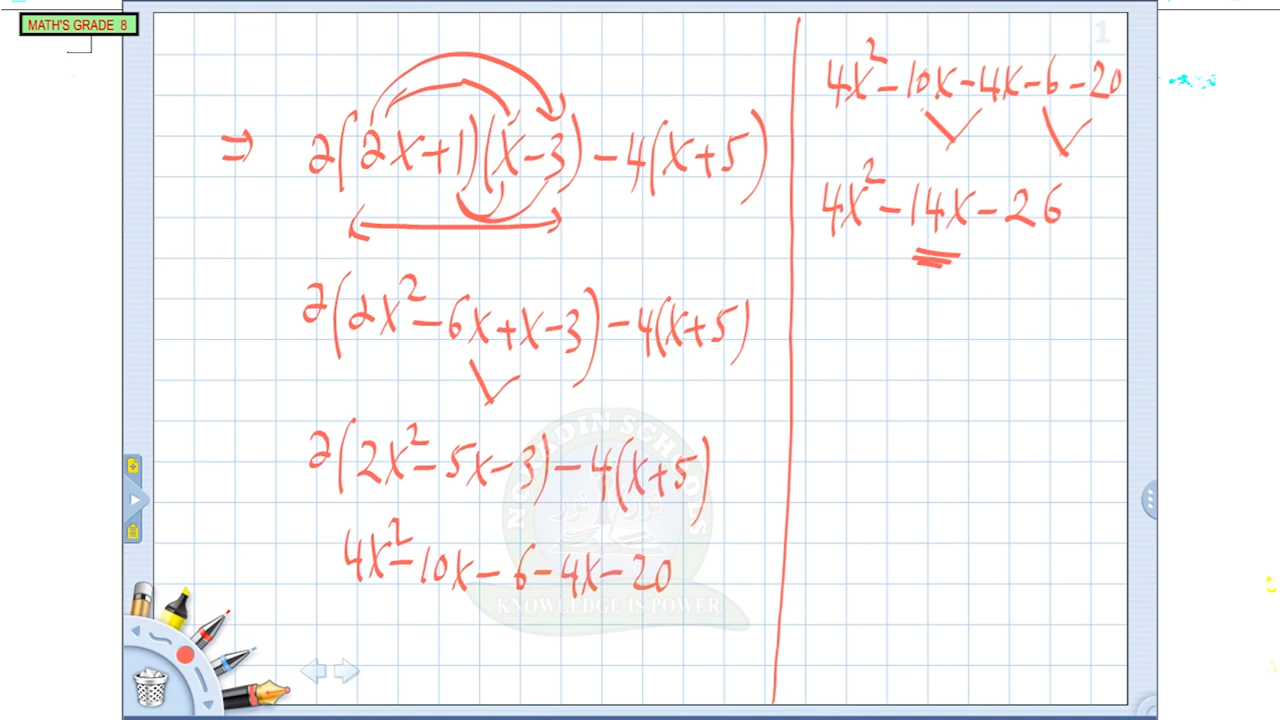 MATH'S GRADE 8
1
⇒ 2(2x+1)(x-3)-4(x+5)
2(2x²-6x+x-3)-4(x+5)
2(2x²-5x-3)-4(x+5)
4x²-10x-6-4x-20
4x²-10x-4x-6-20
4x²-14x-26
KNOWLEDGE IS POWER